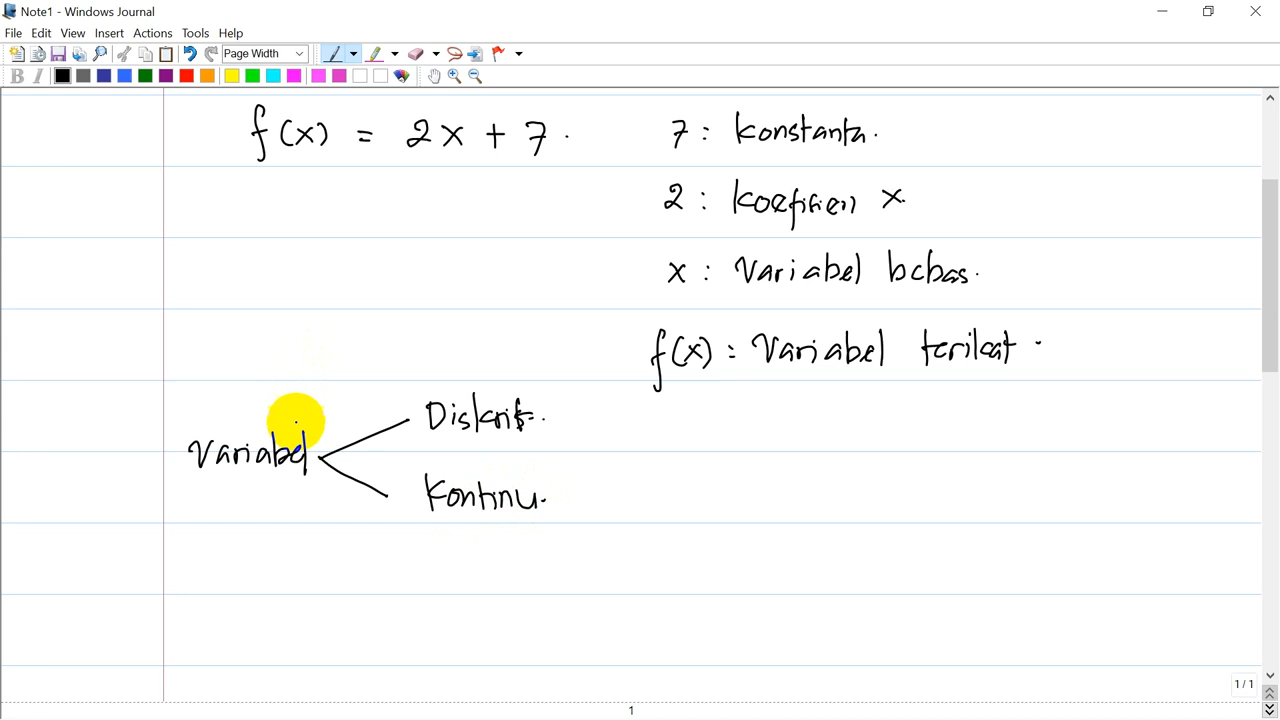 Note1 - Windows Journal
File Edit View Insert Actions Tools Help
Page Width
B I
f(x) = 2x + 7.
7 : Konstanta.
2 : Koefisien x.
x : Variabel bebas.
f(x) : Variabel terikat.
Variabel
Diskrit.
Kontinu.
1/1
1